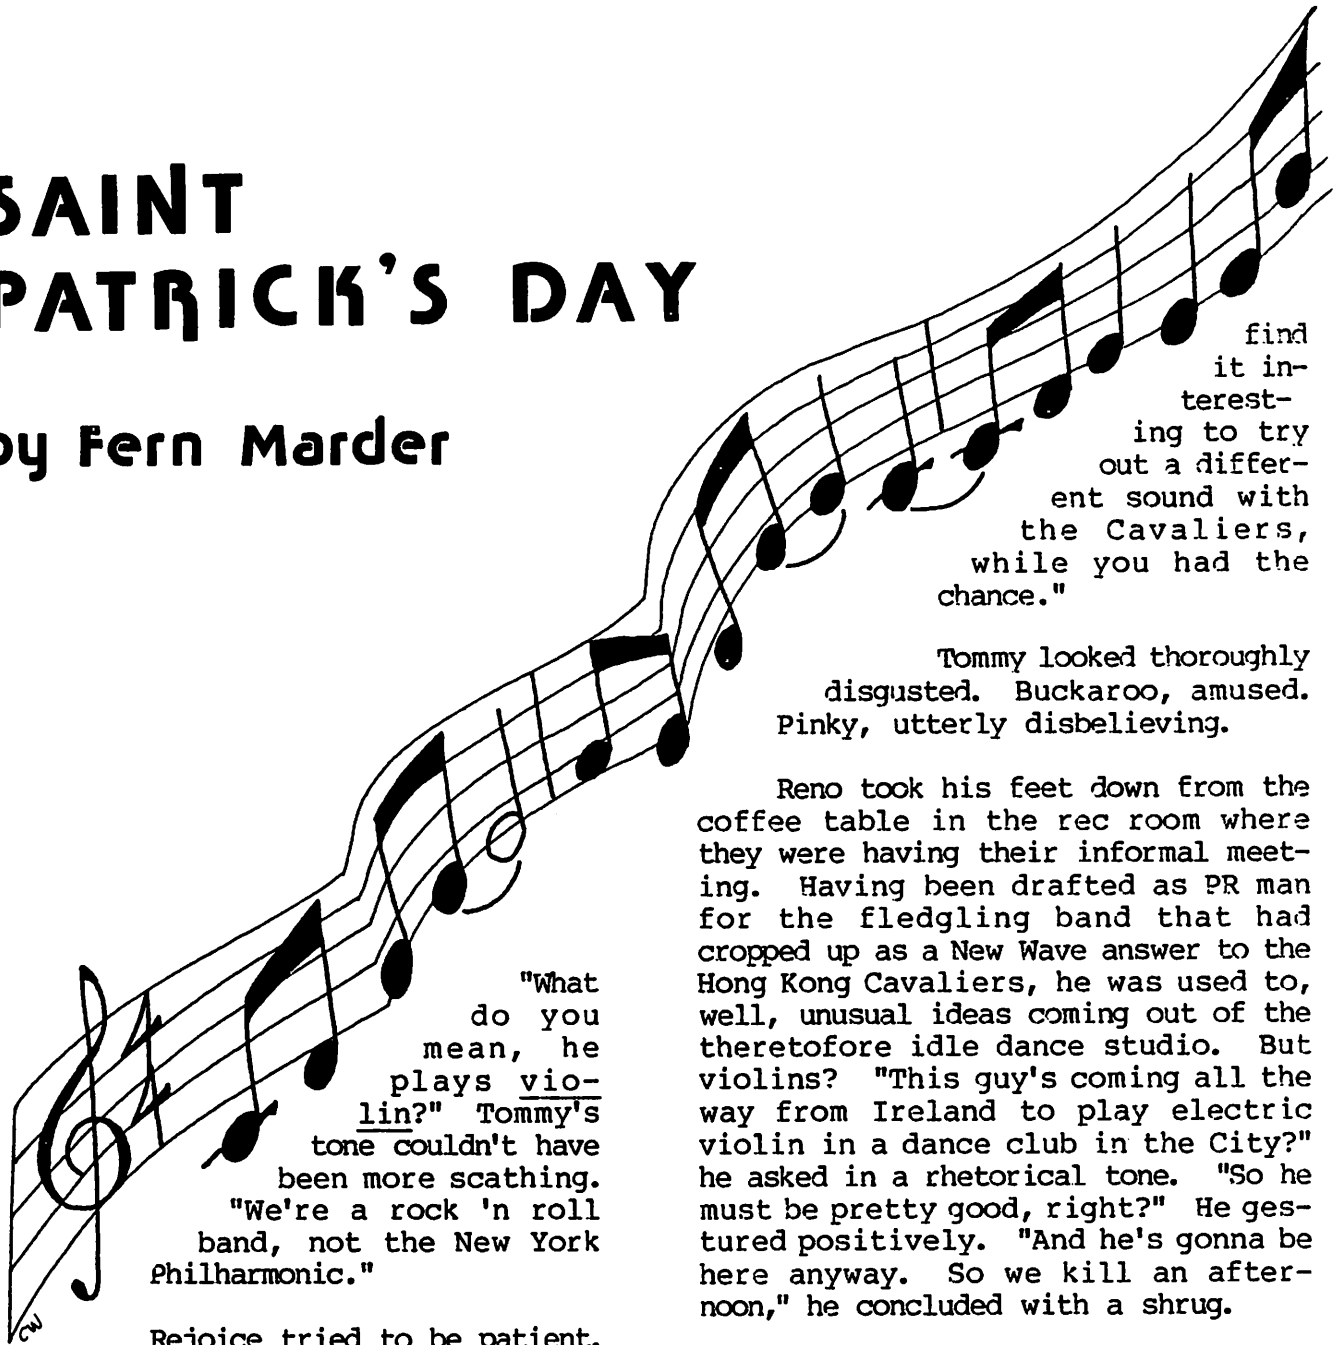 SAINT
PATRICK'S DAY
by Fern Marder
"What
do you
mean, he
plays vio-
lin?" Tommy's
tone couldn't have
been more scathing.
"We're a rock 'n roll
band, not the New York
Philharmonic."
Rejoice tried to be patient.
find
it in-
terest-
ing to try
out a differ-
ent sound with
the Cavaliers,
while you had the
chance."
Tommy looked thoroughly
disgusted. Buckaroo, amused.
Pinky, utterly disbelieving.
Reno took his feet down from the
coffee table in the rec room where
they were having their informal meet-
ing. Having been drafted as PR man
for the fledgling band that had
cropped up as a New Wave answer to the
Hong Kong Cavaliers, he was used to,
well, unusual ideas coming out of the
theretofore idle dance studio. But
violins? "This guy's coming all the
way from Ireland to play electric
violin in a dance club in the City?"
he asked in a rhetorical tone. "So he
must be pretty good, right?" He ges-
tured positively. "And he's gonna be
here anyway. So we kill an after-
noon," he concluded with a shrug.
CW